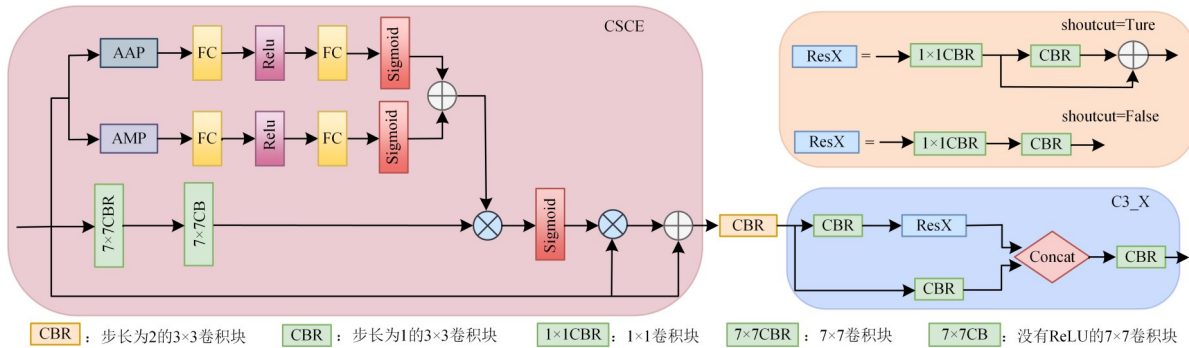 CSCE
AAP
FC
Relu
FC
Sigmoid
AMP
FC
Relu
FC
Sigmoid
7×7CBR
7×7CB
Sigmoid
CBR
shoutcut=Ture
ResX = 1×1CBR CBR
shoutcut=False
ResX = 1×1CBR CBR
C3_X
CBR
ResX
Concat
CBR
CBR
CBR：步长为2的3×3卷积块
CBR：步长为1的3×3卷积块
1×1CBR：1×1卷积块
7×7CBR：7×7卷积块
7×7CB：没有ReLU的7×7卷积块